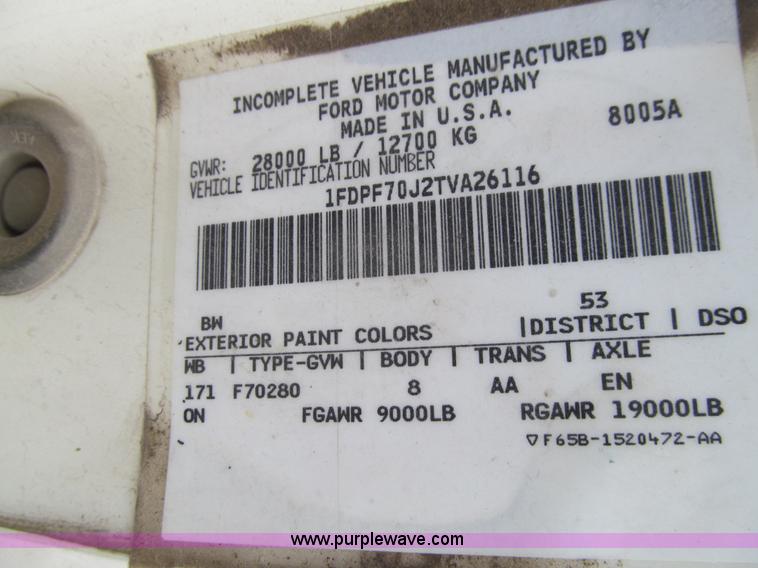 INCOMPLETE VEHICLE MANUFACTURED BY
FORD MOTOR COMPANY
MADE IN U.S.A.
8005A
GVWR: 28000 LB / 12700 KG
VEHICLE IDENTIFICATION NUMBER
1FDPF70J2TVA26116
BW 53
EXTERIOR PAINT COLORS |DISTRICT | DSO
WB | TYPE-GVW | BODY | TRANS | AXLE
171 F70280 8 AA EN
ON FGAWR 9000LB RGAWR 19000LB
▽F65B-1520472-AA
www.purplewave.com